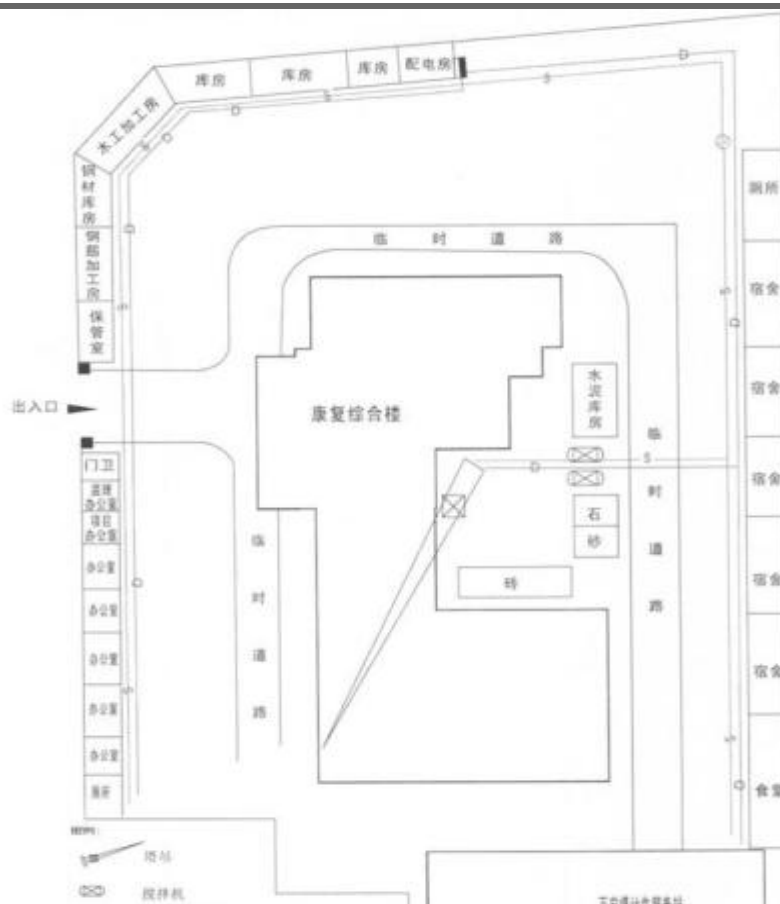 库房
库房
库房
配电房
木工加工房
S
D
D
S
S
D
钢材库房
钢筋加工房
保管室
D
S
厕所
宿舍
宿舍
宿舍
宿舍
宿舍
食堂
临时道路
S
D
出入口
康复综合楼
水泥库房
临时道路
S
D
石
砂
砖
门卫
监理
办公室
项目
办公室
办公室
办公室
办公室
办公室
办公室
临时道路
D
S
S
D
塔吊
搅拌机